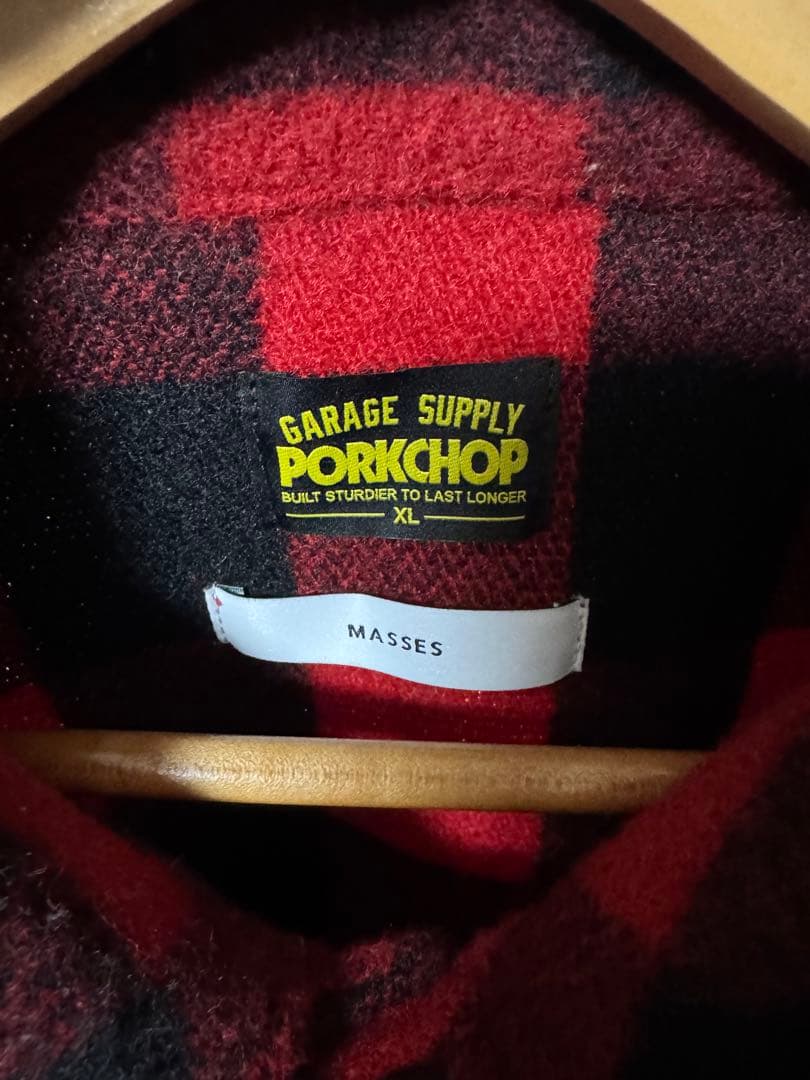 GARAGE SUPPLY
PORKCHOP
BUILT STURDIER TO LAST LONGER
XL
MASSES